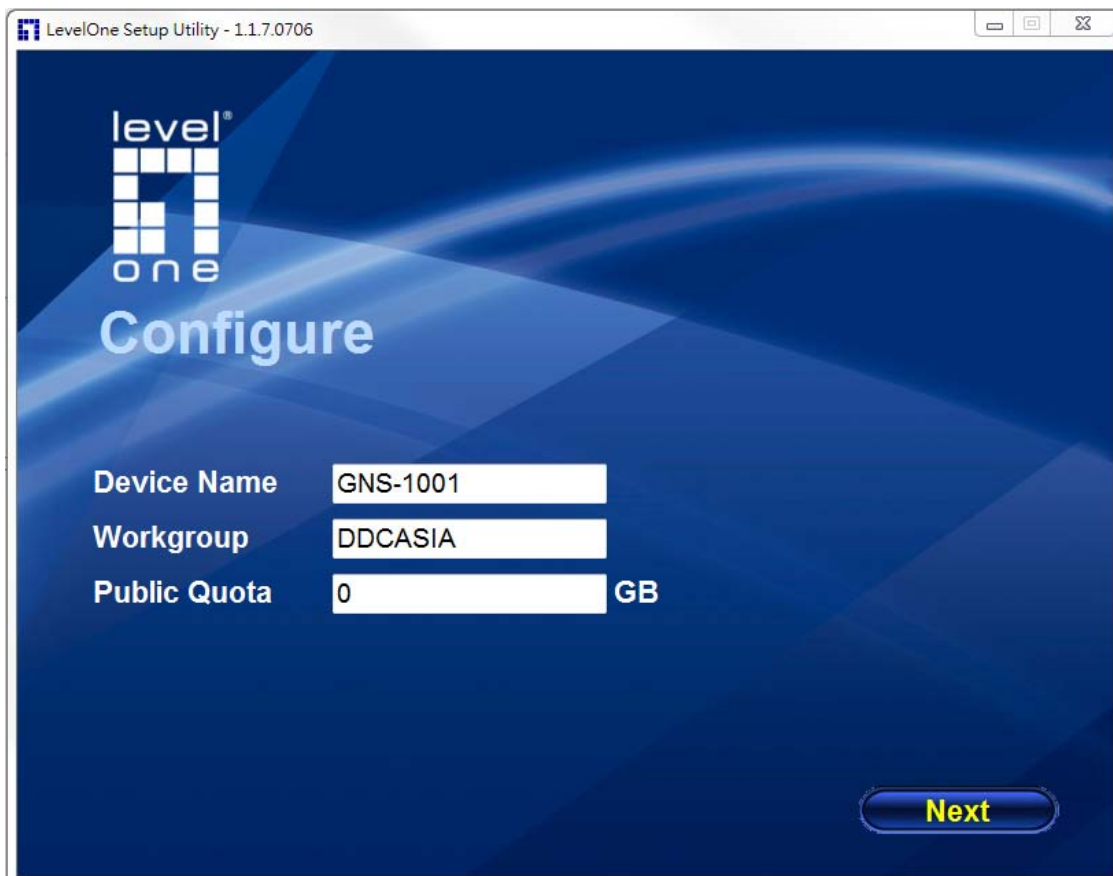 LevelOne Setup Utility - 1.1.7.0706
level®
one
Configure
Device Name GNS-1001
Workgroup DDCASIA
Public Quota 0 GB
Next